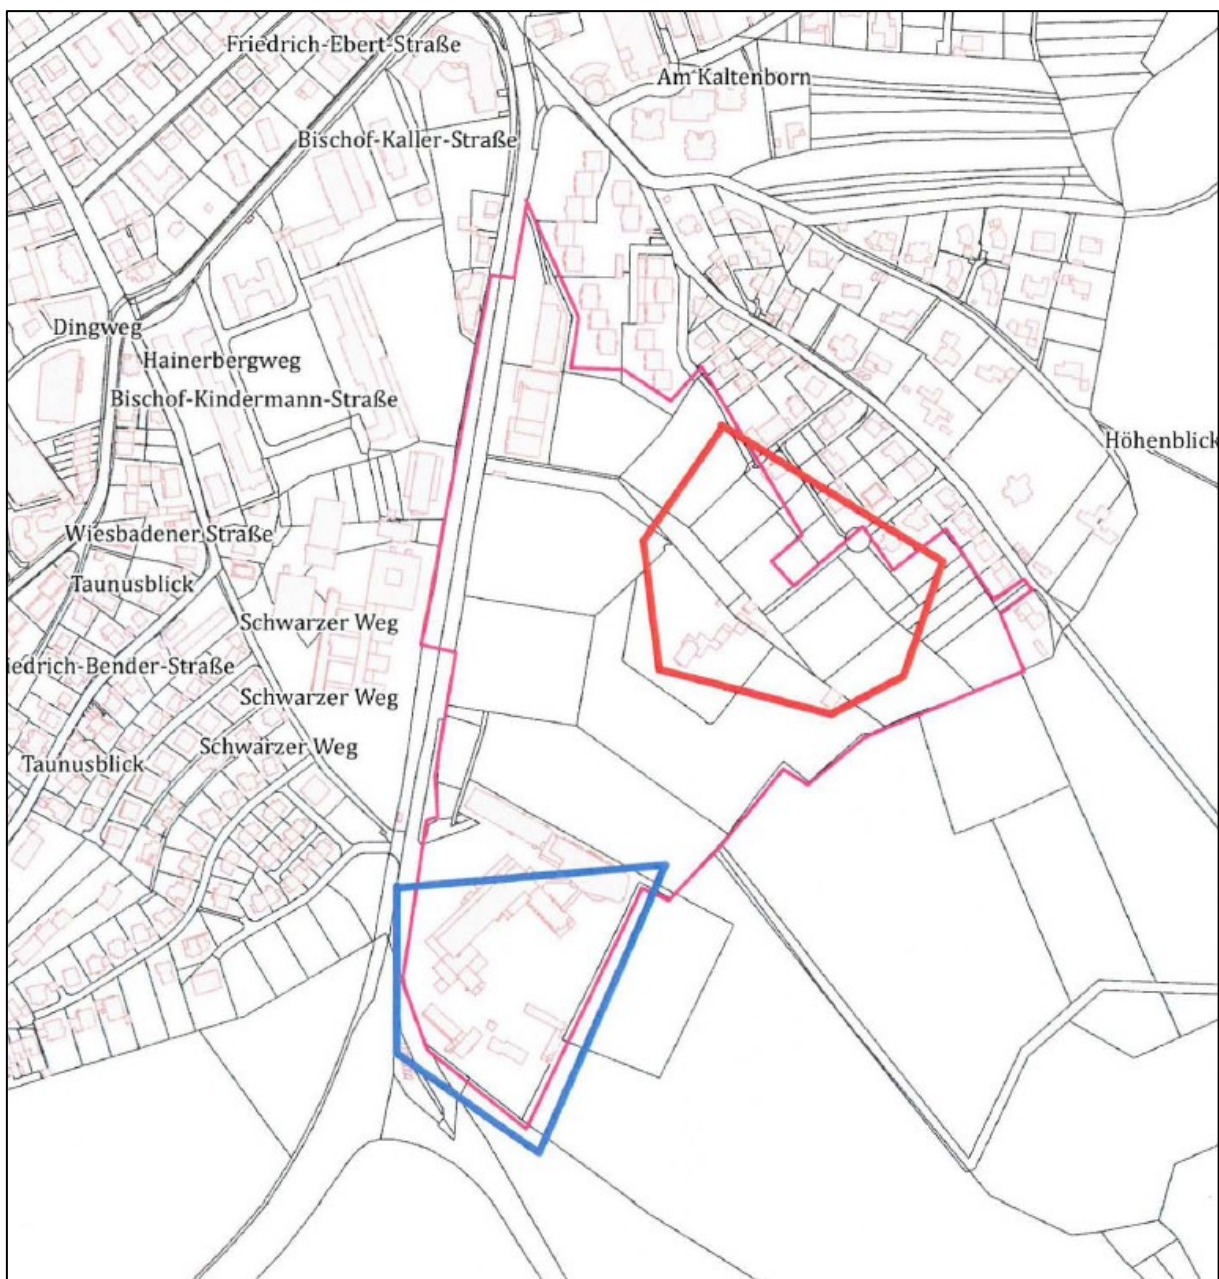 Friedrich-Ebert-Straße
Am Kaltenborn
Bischof-Kaller-Straße
Dingweg
Hainerbergweg
Bischof-Kindermann-Straße
Höhenblick
Wiesbadener Straße
Taunusblick
Schwarzer Weg
iedrich-Bender-Straße
Schwarzer Weg
Schwarzer Weg
Taunusblick